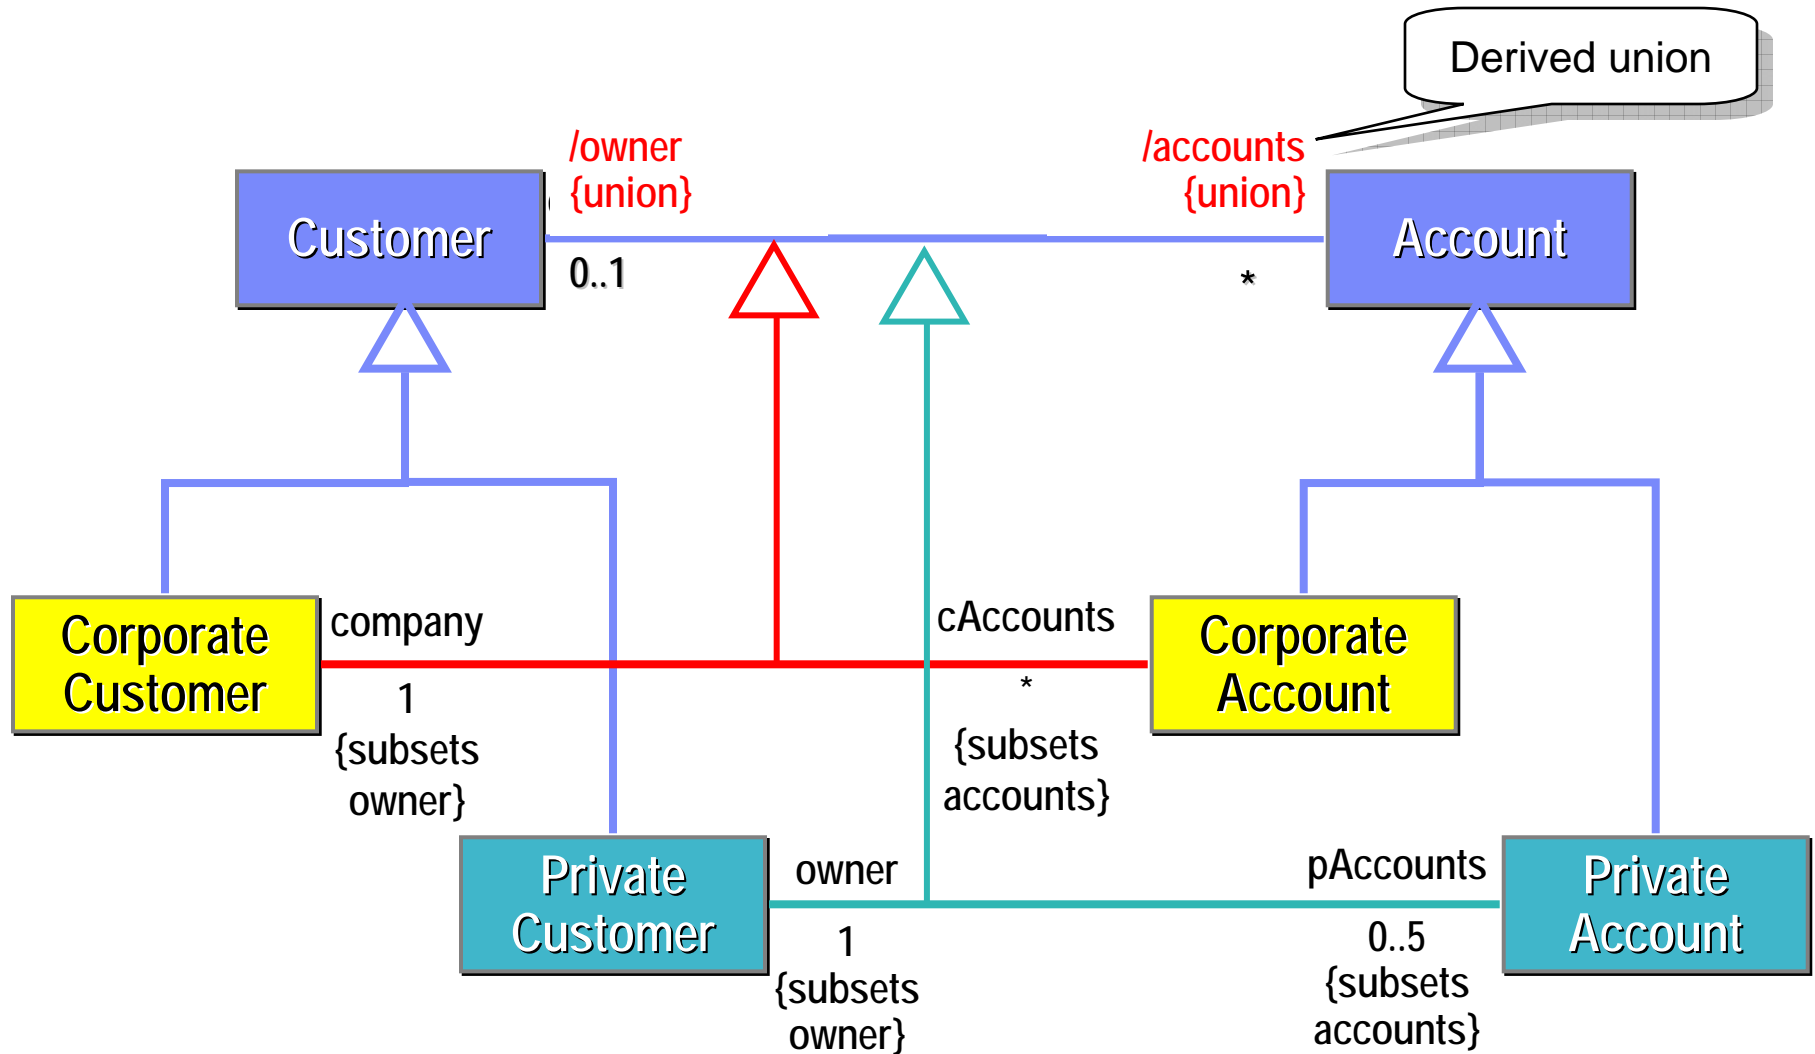 Derived union
/owner
{union}
/accounts
{union}
Customer
Account
0..1
*
company
cAccounts
Corporate
Customer
Corporate
Account
1
*
{subsets
owner}
{subsets
accounts}
owner
pAccounts
Private
Customer
Private
Account
1
0..5
{subsets
owner}
{subsets
accounts}